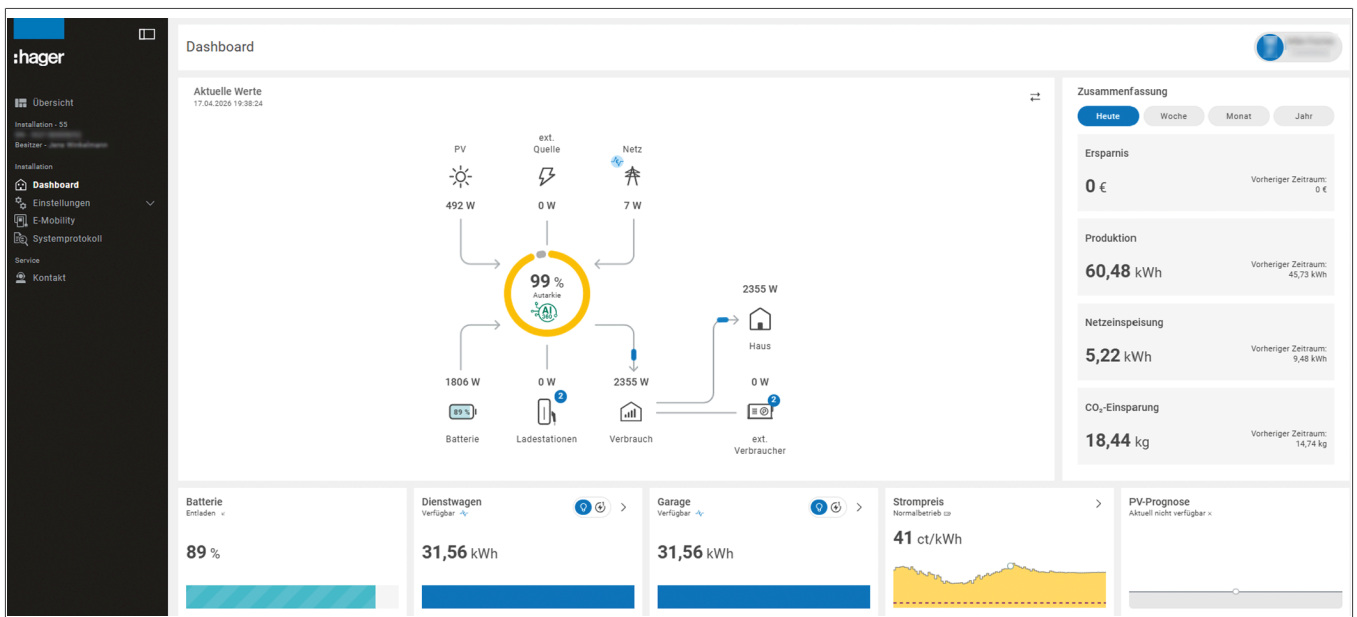 :hager
Übersicht
Installation - 55
Besitzer -
Installation
Dashboard
Einstellungen
E-Mobility
Systemprotokoll
Service
Kontakt
Dashboard
Aktuelle Werte
17.04.2026 19:38:24
PV
ext.
Quelle
Netz
492 W
0 W
7 W
99 %
Autarkie
AI
360
2355 W
Haus
1806 W
0 W
2355 W
0 W
89 %
2
2
Batterie
Ladestationen
Verbrauch
ext.
Verbraucher
Zusammenfassung
Heute
Woche
Monat
Jahr
Ersparnis
0 €
Vorheriger Zeitraum:
0 €
Produktion
60,48 kWh
Vorheriger Zeitraum:
45,73 kWh
Netzeinspeisung
5,22 kWh
Vorheriger Zeitraum:
9,48 kWh
CO₂-Einsparung
18,44 kg
Vorheriger Zeitraum:
14,74 kg
Batterie
Entladen
89 %
Dienstwagen
Verfügbar
31,56 kWh
Garage
Verfügbar
31,56 kWh
Strompreis
Normalbetrieb
41 ct/kWh
PV-Prognose
Aktuell nicht verfügbar ×